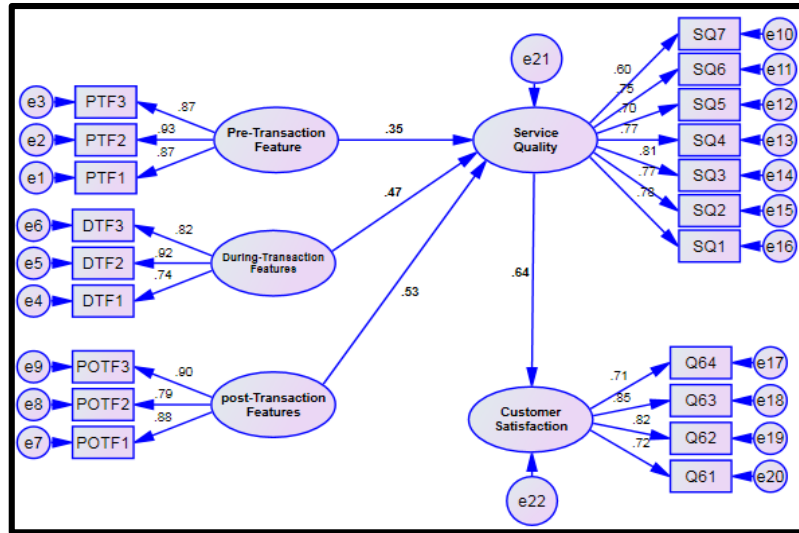 e3
PTF3
.87
e2
PTF2
.93
e1
PTF1
.87
Pre-Transaction
Feature
.35
e6
DTF3
.82
e5
DTF2
.92
e4
DTF1
.74
During-Transaction
Features
.47
e9
POTF3
.90
e8
POTF2
.79
e7
POTF1
.88
post-Transaction
Features
.53
e21
Service
Quality
.60
SQ7
e10
.75
SQ6
e11
.70
SQ5
e12
.77
SQ4
e13
.81
SQ3
e14
.77
SQ2
e15
.78
SQ1
e16
.64
Customer
Satisfaction
e22
.71
Q64
e17
.85
Q63
e18
.82
Q62
e19
.72
Q61
e20